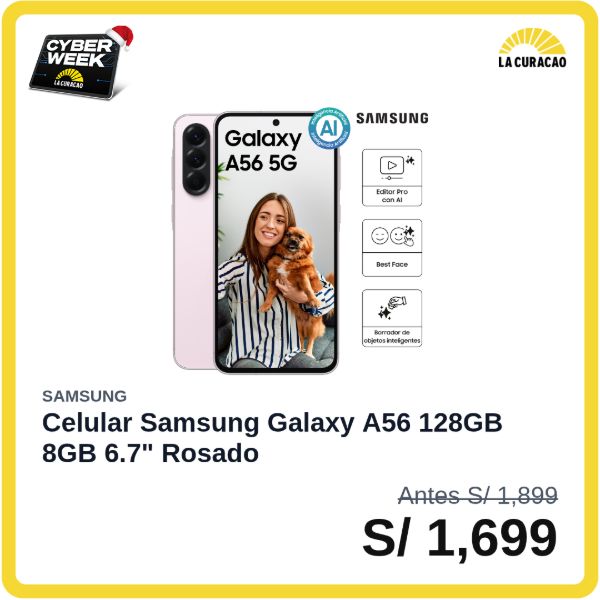 CYBER
WEEK
LA CURACAO
LA CURACAO
Galaxy
A56 5G
AI
SAMSUNG
Editor Pro
con AI
Best Face
Borrador de
objetos inteligentes
SAMSUNG
Celular Samsung Galaxy A56 128GB
8GB 6.7" Rosado
Antes S/ 1,899
S/ 1,699